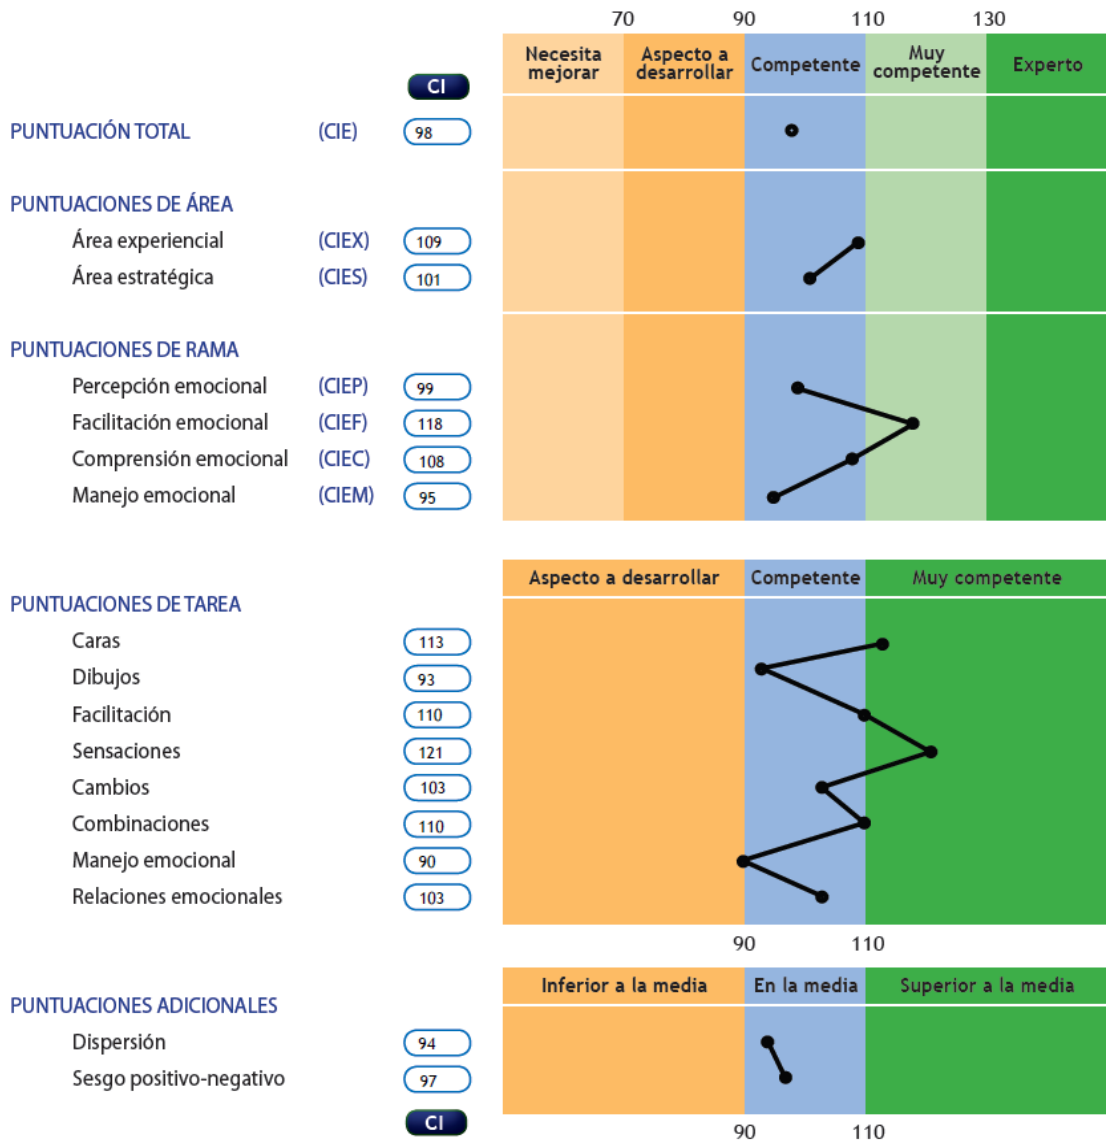 70 90 110 130
Necesita mejorar Aspecto a desarrollar Competente Muy competente Experto
CI
PUNTUACIÓN TOTAL (CIE) 98
PUNTUACIONES DE ÁREA
Área experiencial (CIEX) 109
Área estratégica (CIES) 101
PUNTUACIONES DE RAMA
Percepción emocional (CIEP) 99
Facilitación emocional (CIEF) 118
Comprensión emocional (CIEC) 108
Manejo emocional (CIEM) 95
Aspecto a desarrollar Competente Muy competente
PUNTUACIONES DE TAREA
Caras 113
Dibujos 93
Facilitación 110
Sensaciones 121
Cambios 103
Combinaciones 110
Manejo emocional 90
Relaciones emocionales 103
90 110
Inferior a la media En la media Superior a la media
PUNTUACIONES ADICIONALES
Dispersión 94
Sesgo positivo-negativo 97
CI
90 110